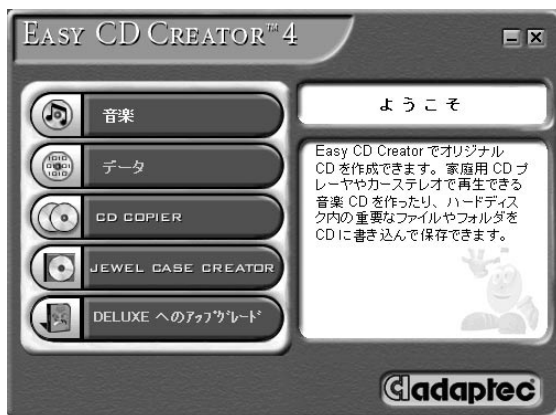 EASY CD CREATOR™ 4
音楽
データ
CD COPIER
JEWEL CASE CREATOR
DELUXE へのｱｯﾌﾟｸﾞﾚｰﾄﾞ
ようこそ
Easy CD Creator でオリジナル
CD を作成できます。家庭用 CD プ
レーヤやカーステレオで再生できる
音楽 CD を作ったり、ハードディス
ク内の重要なファイルやフォルダを
CD に書き込んで保存できます。
adaptec